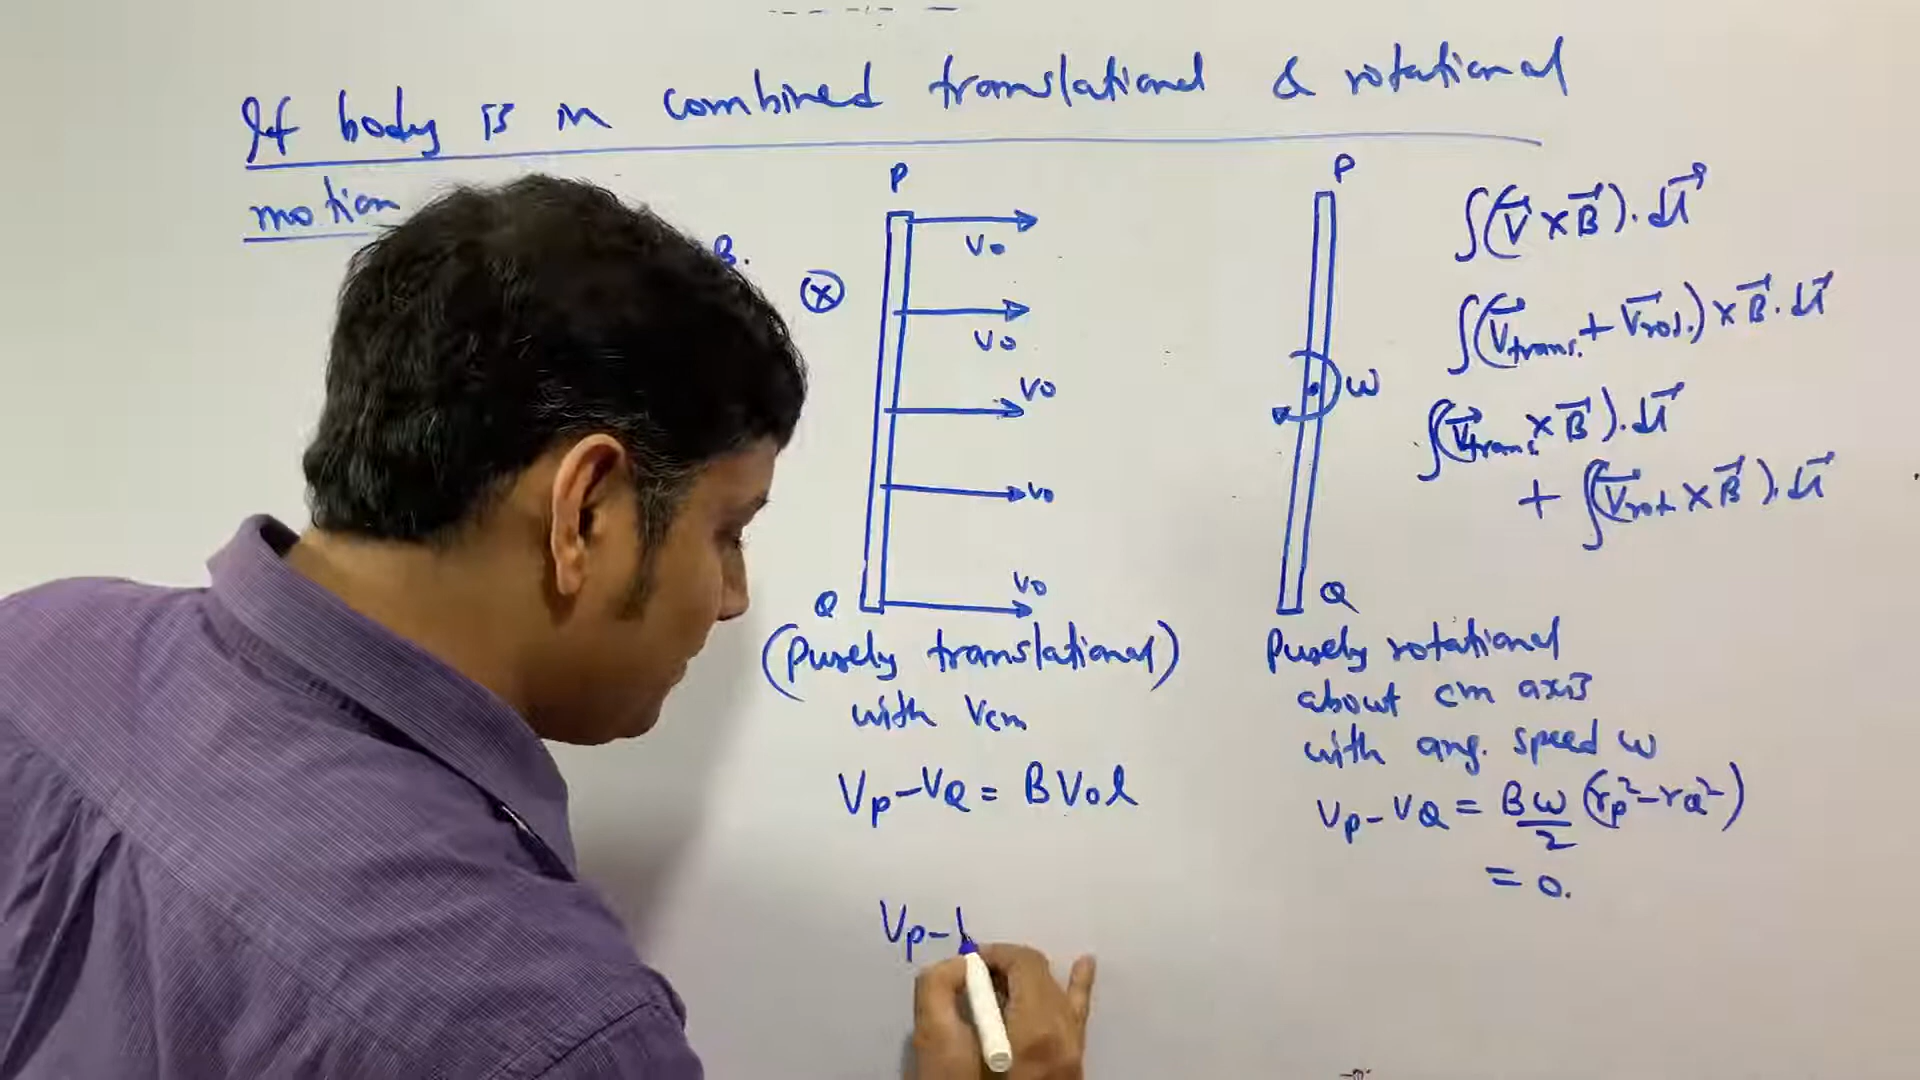 If body is in combined translational & rotational
motion
B.
P
V₀
V₀
V₀
V₀
V₀
Q
(Purely translational)
with Vcm
Vp-VQ = BV₀l
Vp-
P
ω
Q
Purely rotational
about cm axis
with ang. speed ω
Vp-VQ = Bω/2 (rp²-rQ²)
= 0.
∫(V⃗ × B⃗). dl⃗
∫(V⃗trans. + V⃗rot.) × B⃗. dl⃗
∫(V⃗trans. × B⃗). dl⃗
+ ∫(V⃗rot × B⃗). dl⃗